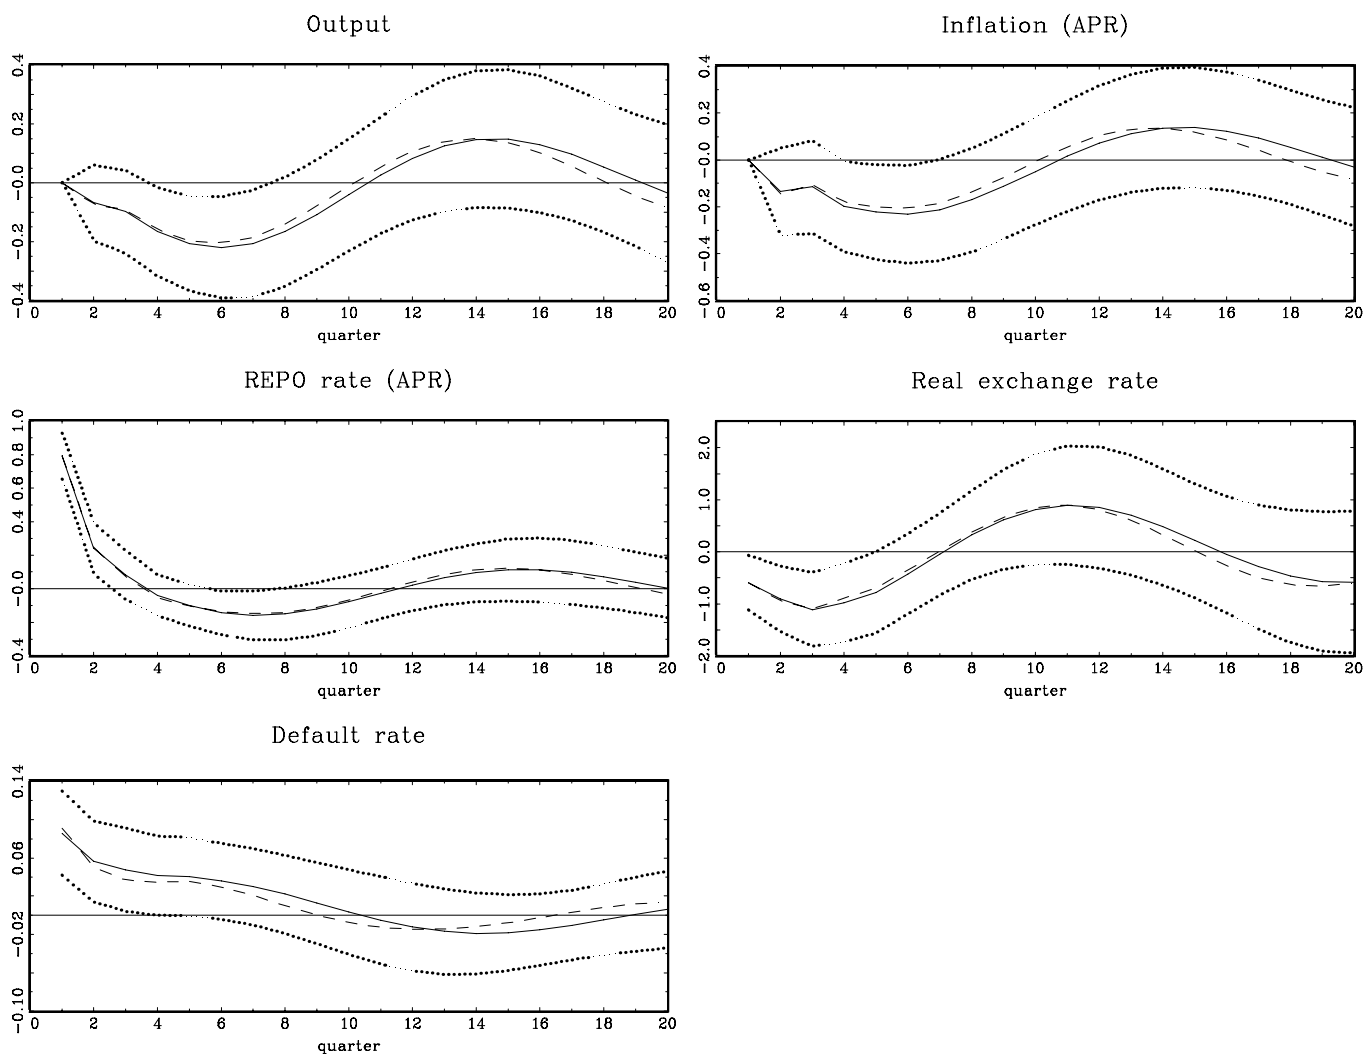 Output
0.4
0.2
−0.0
−0.2
−0.4
0 2 4 6 8 10 12 14 16 18 20
quarter
Inflation (APR)
0.4
0.2
−0.0
−0.2
−0.4
−0.6
0 2 4 6 8 10 12 14 16 18 20
quarter
REPO rate (APR)
1.0
0.8
0.6
0.4
0.2
−0.0
−0.4
0 2 4 6 8 10 12 14 16 18 20
quarter
Real exchange rate
2.0
1.0
0.0
−1.0
−2.0
0 2 4 6 8 10 12 14 16 18 20
quarter
Default rate
0.14
0.06
−0.02
−0.10
0 2 4 6 8 10 12 14 16 18 20
quarter